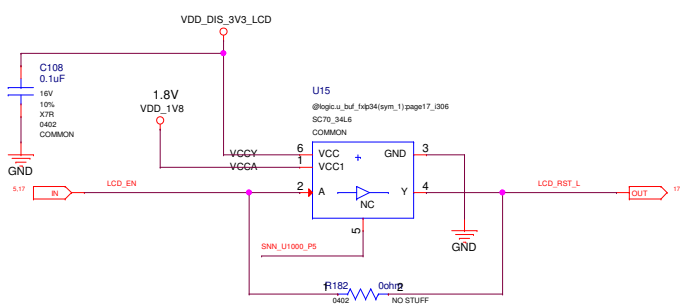 VDD_DIS_3V3_LCD
C108
0.1uF
16V
10%
X7R
0402
COMMON
GND
1.8V
VDD_1V8
U15
@logic.u_buf_fxlp34(sym_1):page17_i306
SC70_34L6
COMMON
VCCY 6 VCC GND 3
VCCA 1 VCC1
5,17 IN LCD_EN 2 A Y 4 LCD_RST_L OUT 17
NC
5
GND
SNN_U1000_P5
1 R182 0ohm 2
0402 NO STUFF